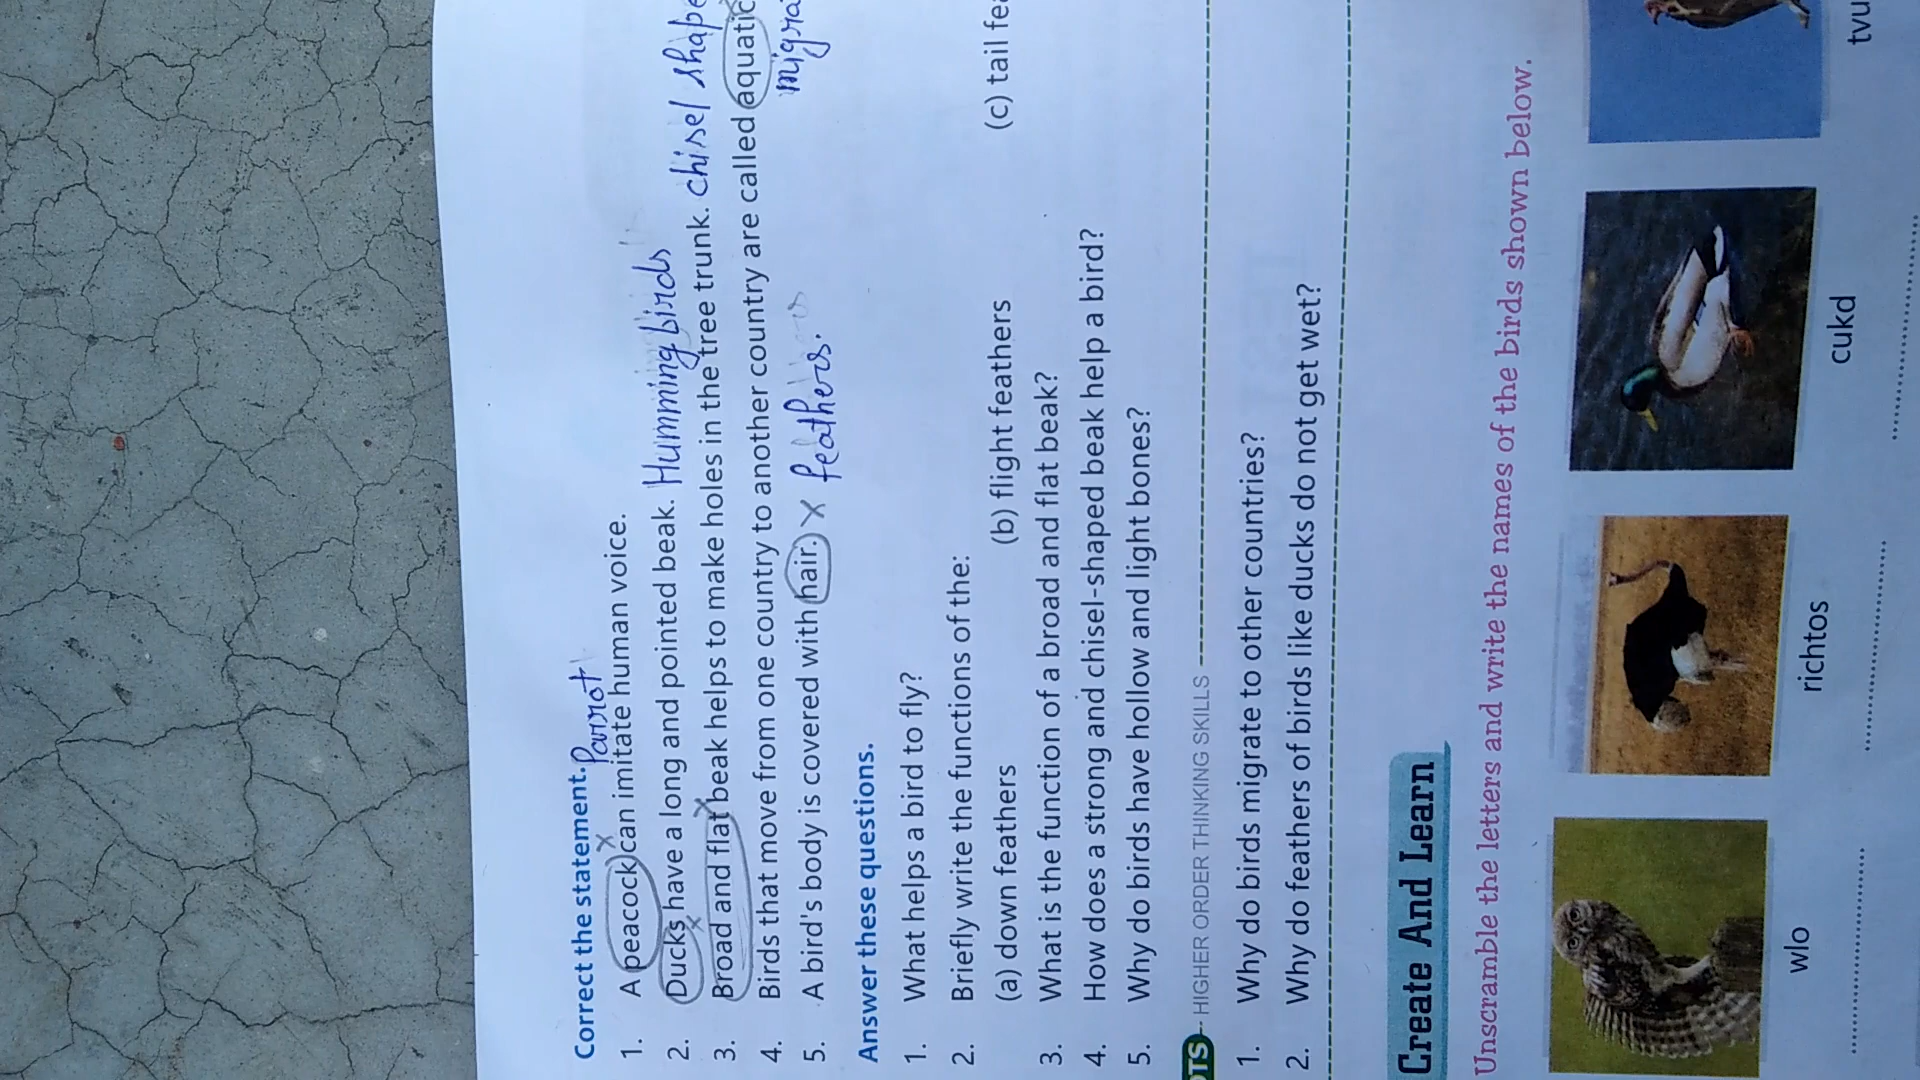 Correct the statement.
Parrot
1. A peacock can imitate human voice.
2. Ducks have a long and pointed beak. Humming birds
3. Broad and flat beak helps to make holes in the tree trunk. chisel shape
4. Birds that move from one country to another country are called aquatic
migra
5. A bird's body is covered with hair. x feathers.
Answer these questions.
1. What helps a bird to fly?
2. Briefly write the functions of the:
(a) down feathers (b) flight feathers (c) tail fea
3. What is the function of a broad and flat beak?
4. How does a strong and chisel-shaped beak help a bird?
5. Why do birds have hollow and light bones?
OTS HIGHER ORDER THINKING SKILLS
1. Why do birds migrate to other countries?
2. Why do feathers of birds like ducks do not get wet?
Create And Learn
Unscramble the letters and write the names of the birds shown below.
wlo richtos cukd tvu